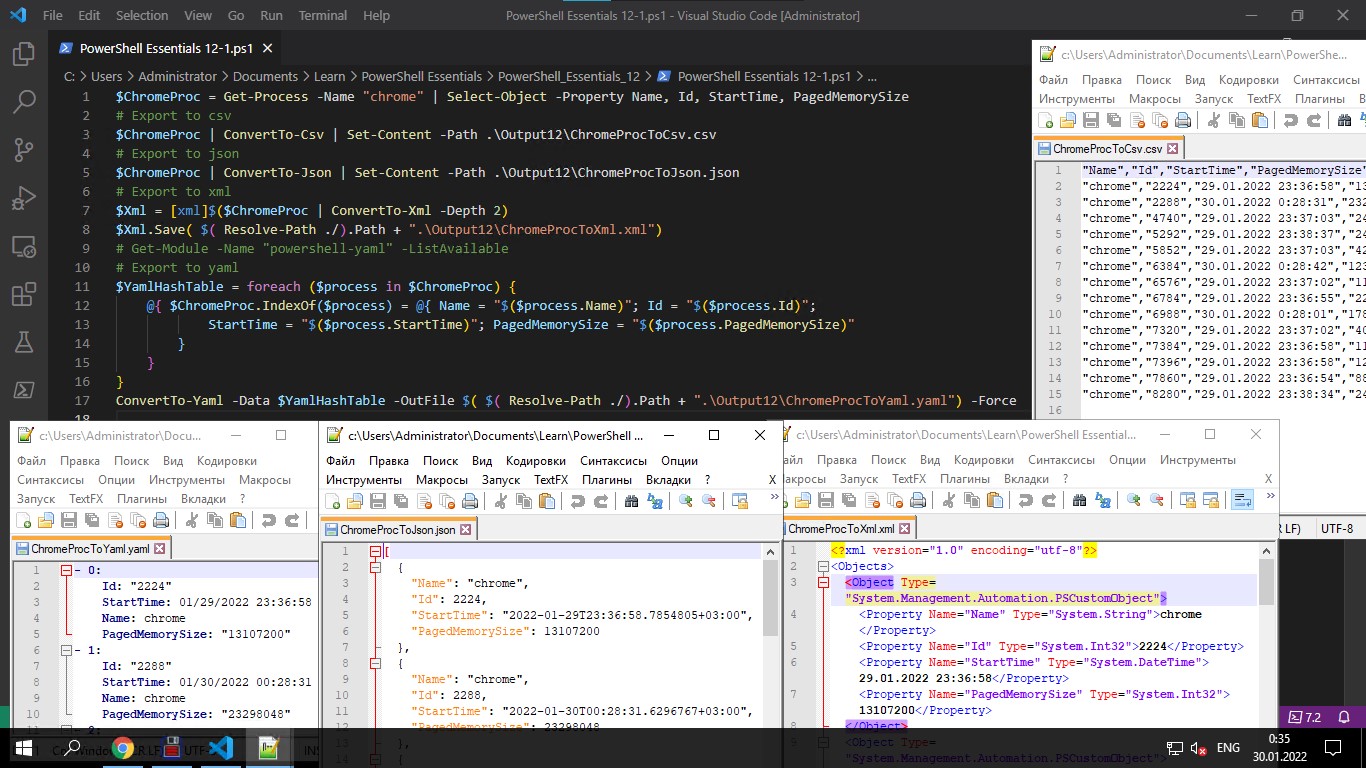 File Edit Selection View Go Run Terminal Help
PowerShell Essentials 12-1.ps1 - Visual Studio Code [Administrator]
PowerShell Essentials 12-1.ps1
C: > Users > Administrator > Documents > Learn > PowerShell Essentials > PowerShell_Essentials_12 > PowerShell Essentials 12-1.ps1 > ...
1 $ChromeProc = Get-Process -Name "chrome" | Select-Object -Property Name, Id, StartTime, PagedMemorySize
2 # Export to csv
3 $ChromeProc | ConvertTo-Csv | Set-Content -Path .\Output12\ChromeProcToCsv.csv
4 # Export to json
5 $ChromeProc | ConvertTo-Json | Set-Content -Path .\Output12\ChromeProcToJson.json
6 # Export to xml
7 $Xml = [xml]$($ChromeProc | ConvertTo-Xml -Depth 2)
8 $Xml.Save( $( Resolve-Path ./).Path + ".\Output12\ChromeProcToXml.xml")
9 # Get-Module -Name "powershell-yaml" -ListAvailable
10 # Export to yaml
11 $YamlHashTable = foreach ($process in $ChromeProc) {
12 @{ $ChromeProc.IndexOf($process) = @{ Name = "$($process.Name)"; Id = "$($process.Id)";
13 StartTime = "$($process.StartTime)"; PagedMemorySize = "$($process.PagedMemorySize)"
14 }
15 }
16 }
17 ConvertTo-Yaml -Data $YamlHashTable -OutFile $( $( Resolve-Path ./).Path + ".\Output12\ChromeProcToYaml.yaml") -Force
18
c:\Users\Administrator\Documents\Learn\PowerShe...
Файл Правка Поиск Вид Кодировки Синтаксисы
Инструменты Макросы Запуск TextFX Плагины
ChromeProcToCsv.csv
1 "Name","Id","StartTime","PagedMemorySize"
2 "chrome","2224","29.01.2022 23:36:58","13
3 "chrome","2288","30.01.2022 0:28:31","232
4 "chrome","4740","29.01.2022 23:37:03","24
5 "chrome","5292","29.01.2022 23:38:37","24
6 "chrome","5852","29.01.2022 23:37:03","42
7 "chrome","6384","30.01.2022 0:28:42","123
8 "chrome","6576","29.01.2022 23:37:02","11
9 "chrome","6784","29.01.2022 23:36:55","22
10 "chrome","6988","30.01.2022 0:28:01","178
11 "chrome","7320","29.01.2022 23:37:02","40
12 "chrome","7384","29.01.2022 23:36:58","11
13 "chrome","7396","29.01.2022 23:36:58","12
14 "chrome","7860","29.01.2022 23:36:54","88
15 "chrome","8280","29.01.2022 23:38:34","24
16
LF) UTF-8
c:\Users\Administrator\Docu...
Файл Правка Поиск Вид Кодировки
Синтаксисы Опции Инструменты Макросы
Запуск TextFX Плагины Вкладки ?
ChromeProcToYaml.yaml
1 - 0:
2 Id: "2224"
3 StartTime: 01/29/2022 23:36:58
4 Name: chrome
5 PagedMemorySize: "13107200"
6 - 1:
7 Id: "2288"
8 StartTime: 01/30/2022 00:28:31
9 Name: chrome
10 PagedMemorySize: "23298048"
11 - 2:
c:\Users\Administrator\Documents\Learn\PowerShell ...
Файл Правка Поиск Вид Кодировки Синтаксисы Опции
Инструменты Макросы Запуск TextFX Плагины Вкладки ? X
ChromeProcToJson.json
1 [
2 {
3 "Name": "chrome",
4 "Id": 2224,
5 "StartTime": "2022-01-29T23:36:58.7854805+03:00",
6 "PagedMemorySize": 13107200
7 },
8 {
9 "Name": "chrome",
10 "Id": 2288,
11 "StartTime": "2022-01-30T00:28:31.6296767+03:00",
12 "PagedMemorySize": 23298048
13 },
14 {
c:\Users\Administrator\Documents\Learn\PowerShell Essential...
айл Правка Поиск Вид Кодировки Синтаксисы Опции Инструменты
акросы Запуск TextFX Плагины Вкладки ? X
ChromeProcToXml.xml
1 <?xml version="1.0" encoding="utf-8"?>
2 <Objects>
3 <Object Type=
"System.Management.Automation.PSCustomObject">
4 <Property Name="Name" Type="System.String">chrome
</Property>
5 <Property Name="Id" Type="System.Int32">2224</Property>
6 <Property Name="StartTime" Type="System.DateTime">
29.01.2022 23:36:58</Property>
7 <Property Name="PagedMemorySize" Type="System.Int32">
13107200</Property>
8 </Object>
9 <Object Type=
"System.Management.Automation.PSCustomObject">
7.2
ENG
0:35
30.01.2022